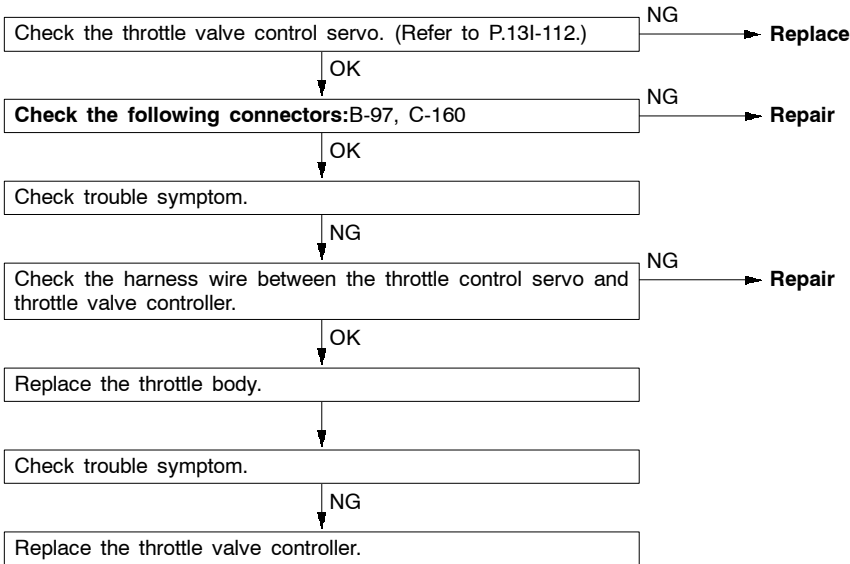 Check the throttle valve control servo. (Refer to P.13I-112.)
NG
Replace
OK
Check the following connectors:B-97, C-160
NG
Repair
OK
Check trouble symptom.
NG
Check the harness wire between the throttle control servo and
throttle valve controller.
NG
Repair
OK
Replace the throttle body.
Check trouble symptom.
NG
Replace the throttle valve controller.